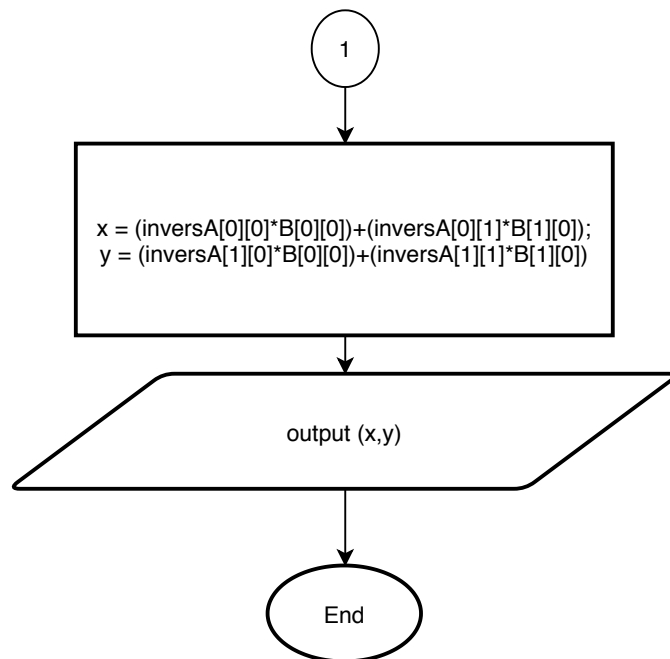 1
x = (inversA[0][0]*B[0][0])+(inversA[0][1]*B[1][0]);
y = (inversA[1][0]*B[0][0])+(inversA[1][1]*B[1][0])
output (x,y)
End